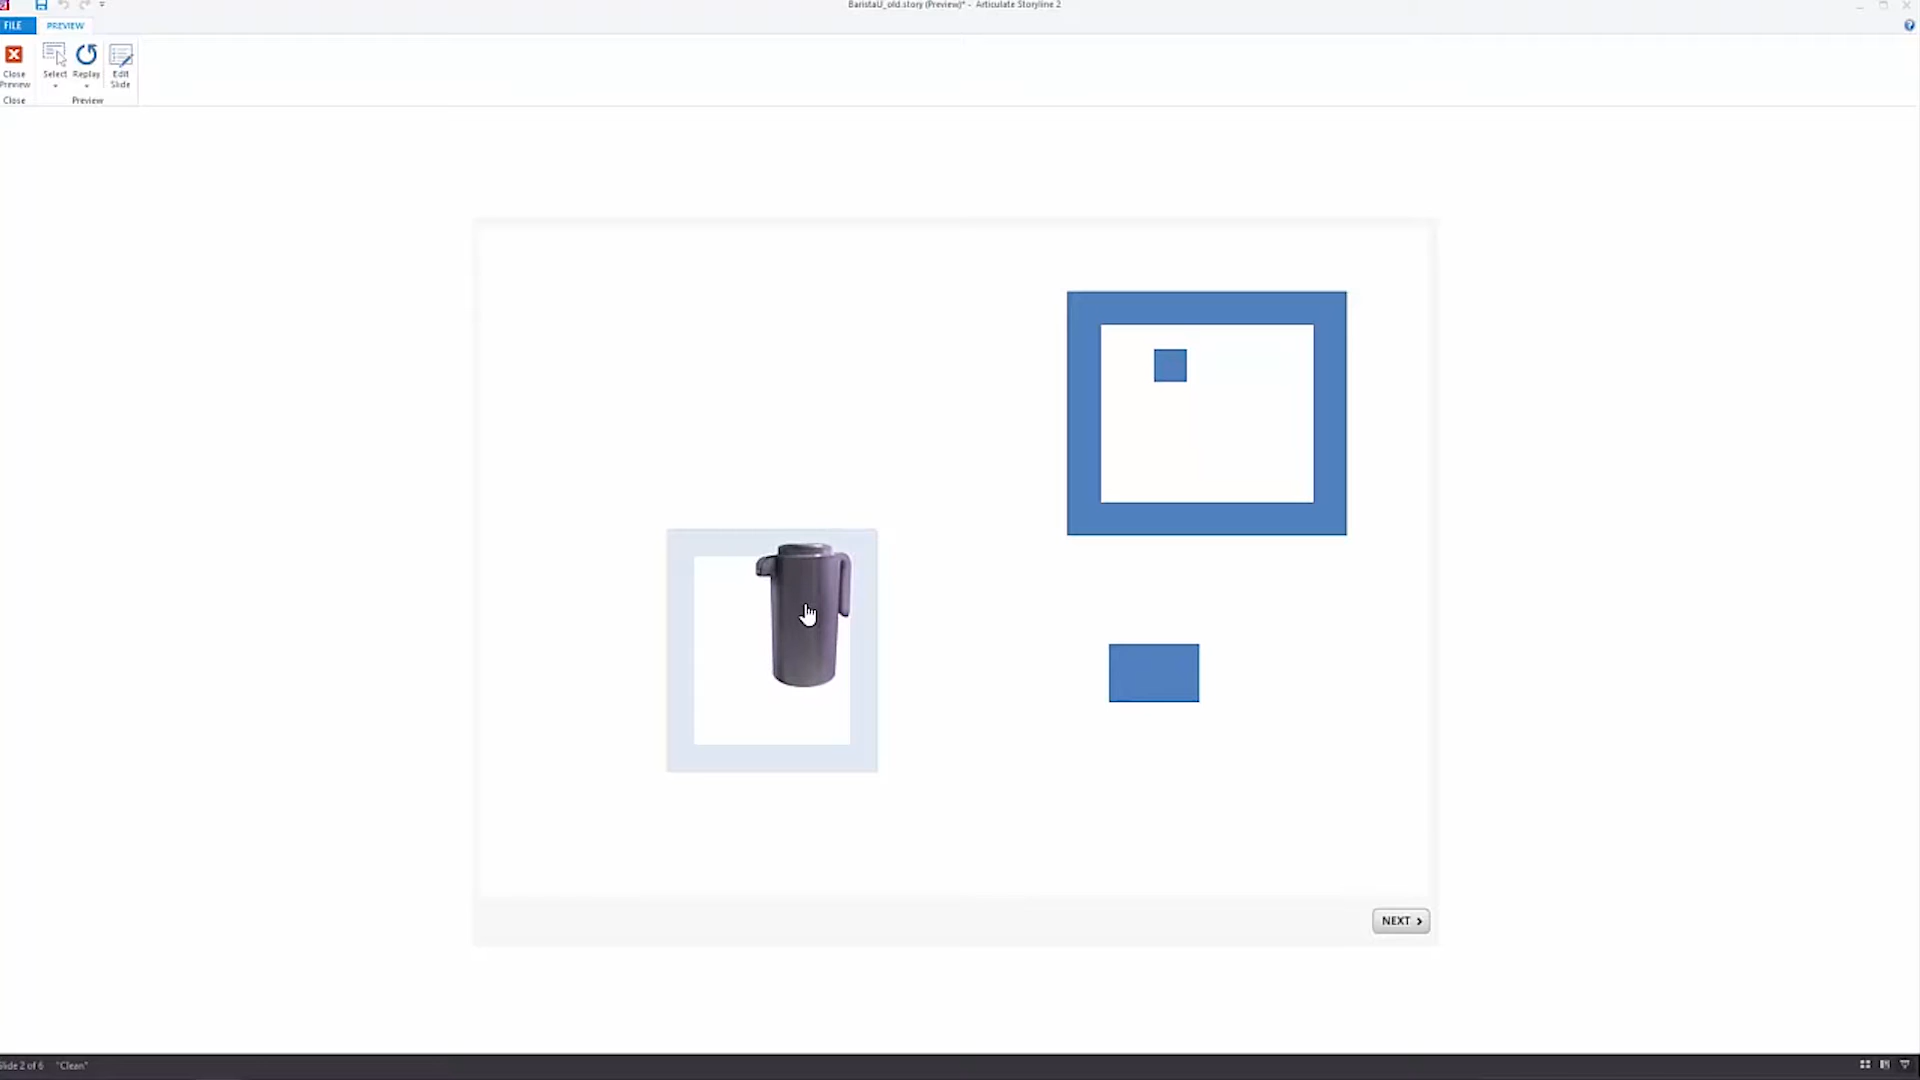 BaristaU_old.story (Preview)* - Articulate Storyline 2
FILE PREVIEW
Close Preview
Select
Replay
Edit Slide
Close
Preview
NEXT
Slide 2 of 6 "Clean"